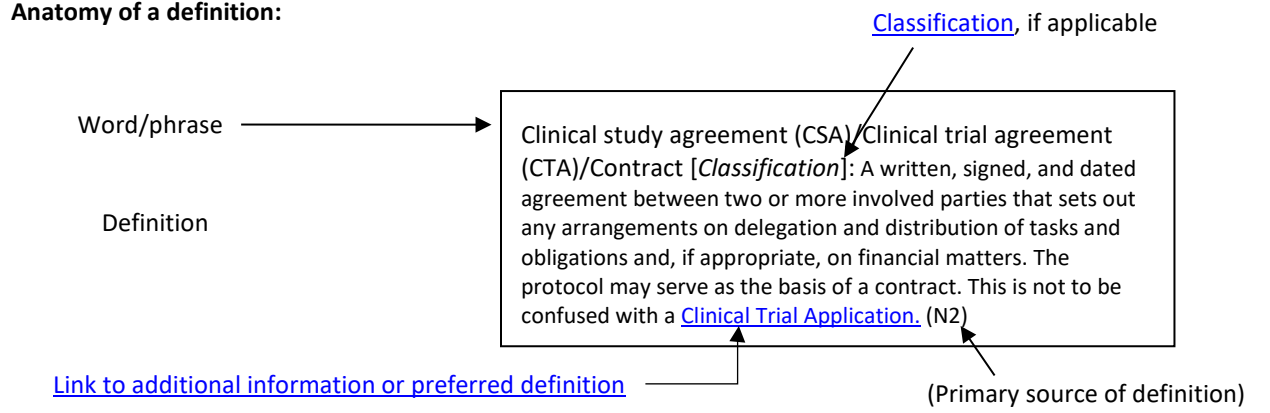 Anatomy of a definition:
Classification, if applicable
Word/phrase
Clinical study agreement (CSA)/Clinical trial agreement
(CTA)/Contract [Classification]: A written, signed, and dated
agreement between two or more involved parties that sets out
Definition
any arrangements on delegation and distribution of tasks and
obligations and, if appropriate, on financial matters. The
protocol may serve as the basis of a contract. This is not to be
confused with a Clinical Trial Application. (N2)
Link to additional information or preferred definition
(Primary source of definition)